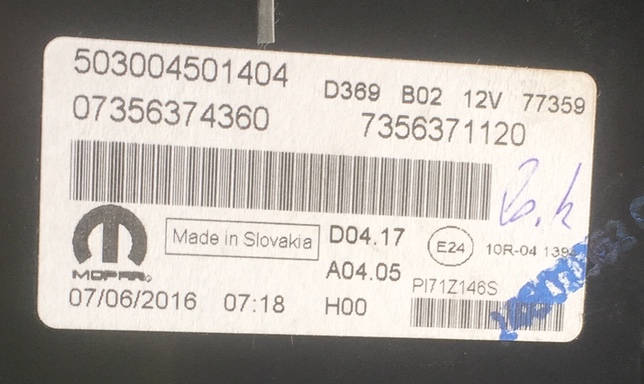 503004501404 D369 B02 12V 77359
07356374360 7356371120
MOPAR. Made in Slovakia D04.17 E24 10R-04 139
A04.05 PI71Z146S
07/06/2016 07:18 H00